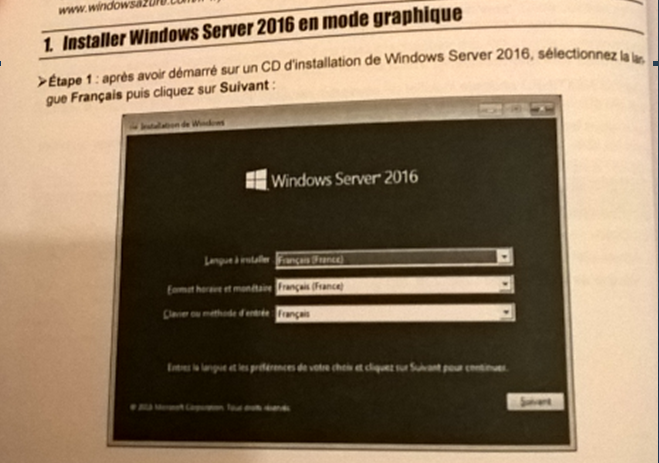 www.windowsazure.com
1. Installer Windows Server 2016 en mode graphique
➢Étape 1 : après avoir démarré sur un CD d'installation de Windows Server 2016, sélectionnez la lan-
gue Français puis cliquez sur Suivant :
Installation de Windows
Windows Server 2016
Langue à installer Français (France)
Format horaire et monétaire Français (France)
Clavier ou méthode d'entrée Français
Entrez la langue et les préférences de votre choix et cliquez sur Suivant pour continuer.
Microsoft Corporation. Tous droits réservés.
Suivant